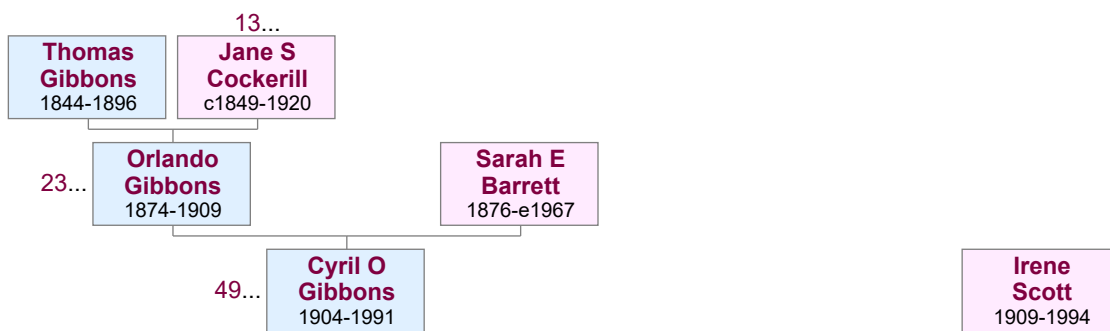 13...
Thomas
Gibbons
1844-1896
Jane S
Cockerill
c1849-1920
23...
Orlando
Gibbons
1874-1909
Sarah E
Barrett
1876-e1967
49...
Cyril O
Gibbons
1904-1991
Irene
Scott
1909-1994